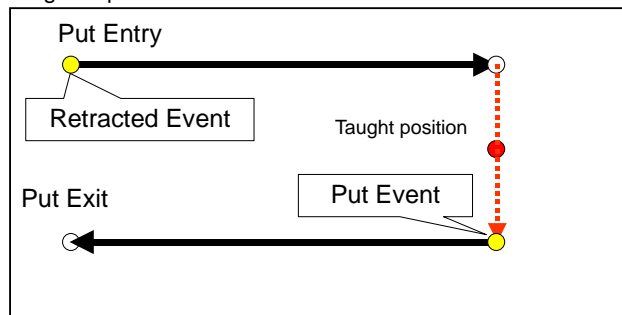 Put Entry
Retracted Event
Taught position
Put Exit
Put Event